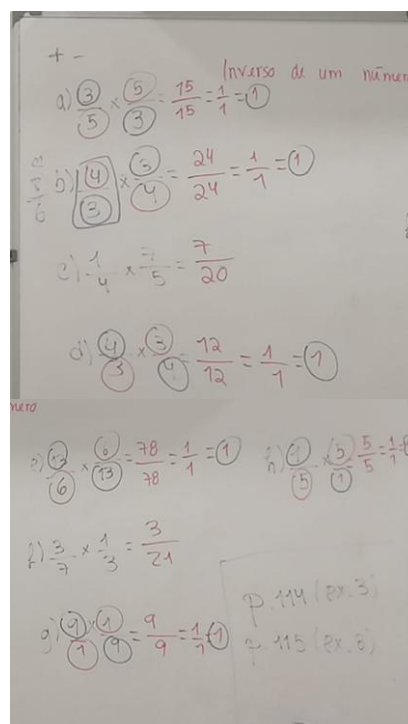 + -
Inverso de um númer
a) 3/5 × 5/3 = 15/15 = 1/1 = 1
b) 4/3 × 3/4 = 24/24 = 1/1 = 1
c) 1/4 × 7/5 = 7/20
d) 4/3 × 3/4 = 12/12 = 1/1 = 1
mero
e) 13/6 × 6/13 = 78/78 = 1/1 = 1
h) 1/5 × 5/1 = 5/5 = 1/1 =
f) 3/7 × 1/3 = 3/21
g) 9/1 × 1/9 = 9/9 = 1/1 = 1
p. 114 (ex. 3)
p. 115 (ex. 3)